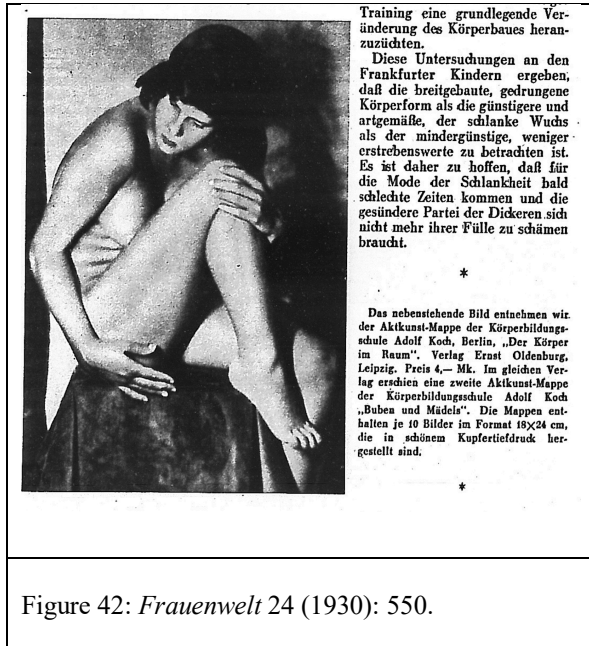 Training eine grundlegende Ver-
änderung des Körperbaues heran-
zuzüchten.
Diese Untersuchungen an den
Frankfurter Kindern ergeben,
daß die breitgebaute, gedrungene
Körperform als die günstigere und
artgemäße, der schlanke Wuchs
als der mindergünstige, weniger
erstrebenswerte zu betrachten ist.
Es ist daher zu hoffen, daß für
die Mode der Schlankheit bald
schlechte Zeiten kommen und die
gesündere Partei der Dickeren sich
nicht mehr ihrer Fülle zu schämen
braucht.
*
Das nebenstehende Bild entnehmen wir
der Aktkunst-Mappe der Körperbildungs-
schule Adolf Koch, Berlin, „Der Körper
im Raum". Verlag Ernst Oldenburg,
Leipzig. Preis 4,— Mk. Im gleichen Ver-
lag erschien eine zweite Aktkunst-Mappe
der Körperbildungsschule Adolf Koch
„Buben und Mädels". Die Mappen ent-
halten je 10 Bilder im Format 18×24 cm,
die in schönem Kupfertiefdruck her-
gestellt sind.
*
Figure 42: Frauenwelt 24 (1930): 550.